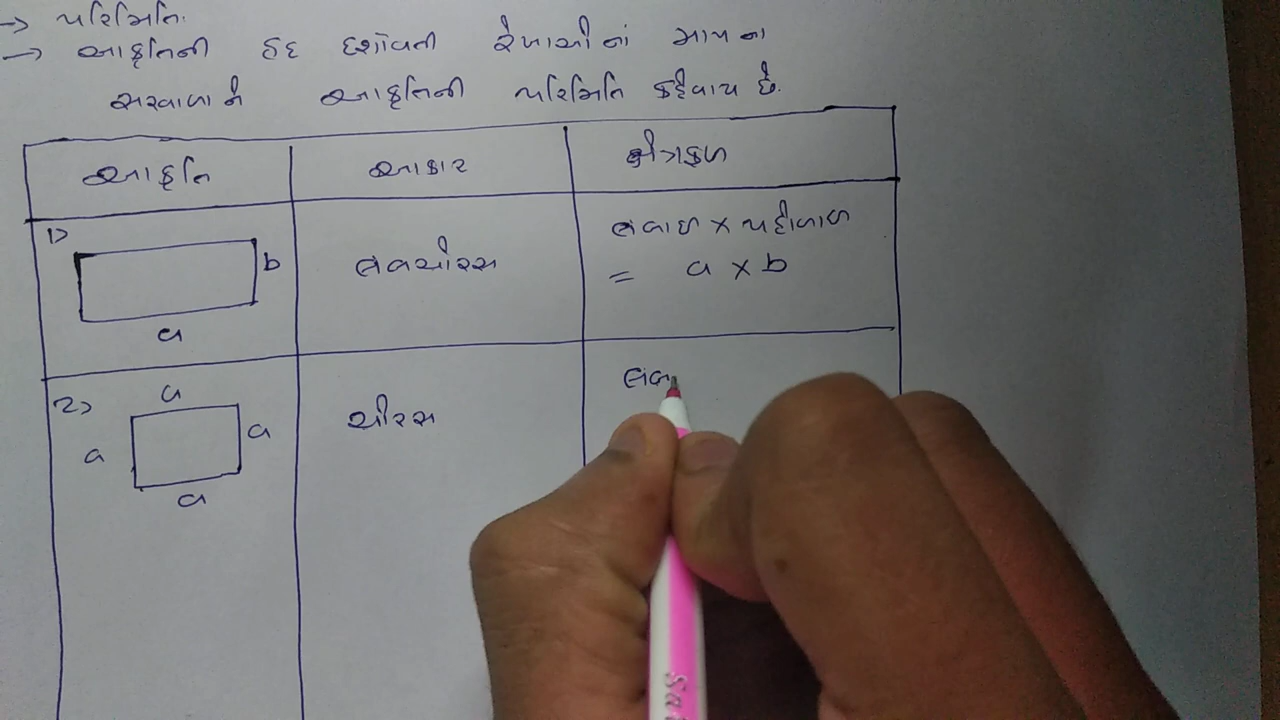 → પરિમિતિ.
→ આકૃતિની હદ દર્શાવતી રેખાઓનાં માપના
સરવાળાને આકૃતિની પરિમિતિ કહેવાય છે.
આકૃતિ આકાર ક્ષેત્રફળ
1) b a લંબચોરસ લંબાઈ × પહોળાઈ
= a × b
2) a a a a ચોરસ લંબા